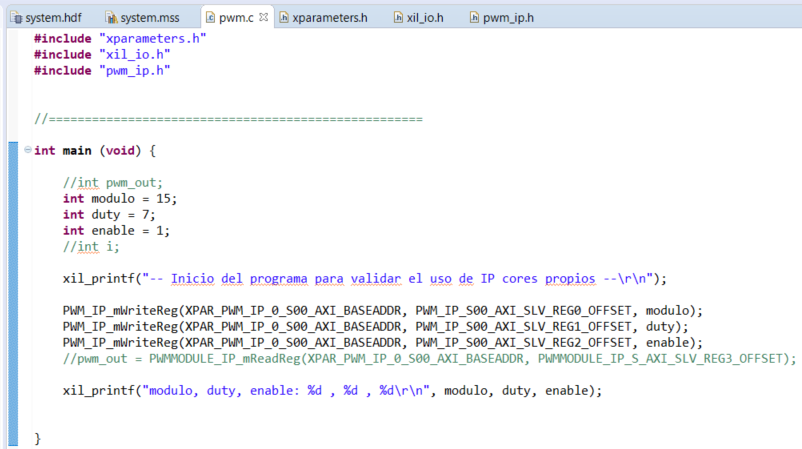 system.hdf system.mss pwm.c xparameters.h xil_io.h pwm_ip.h
#include "xparameters.h"
#include "xil_io.h"
#include "pwm_ip.h"
//====================================================
int main (void) {
//int pwm_out;
int modulo = 15;
int duty = 7;
int enable = 1;
//int i;
xil_printf("-- Inicio del programa para validar el uso de IP cores propios --\r\n");
PWM_IP_mWriteReg(XPAR_PWM_IP_0_S00_AXI_BASEADDR, PWM_IP_S00_AXI_SLV_REG0_OFFSET, modulo);
PWM_IP_mWriteReg(XPAR_PWM_IP_0_S00_AXI_BASEADDR, PWM_IP_S00_AXI_SLV_REG1_OFFSET, duty);
PWM_IP_mWriteReg(XPAR_PWM_IP_0_S00_AXI_BASEADDR, PWM_IP_S00_AXI_SLV_REG2_OFFSET, enable);
//pwm_out = PWMMODULE_IP_mReadReg(XPAR_PWM_IP_0_S00_AXI_BASEADDR, PWMMODULE_IP_S_AXI_SLV_REG3_OFFSET);
xil_printf("modulo, duty, enable: %d , %d , %d\r\n", modulo, duty, enable);
}